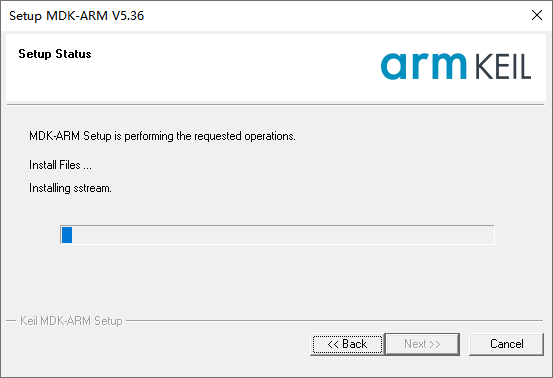 Setup MDK-ARM V5.36
Setup Status
arm KEIL
MDK-ARM Setup is performing the requested operations.
Install Files ...
Installing sstream.
Keil MDK-ARM Setup
<< Back
Next >>
Cancel